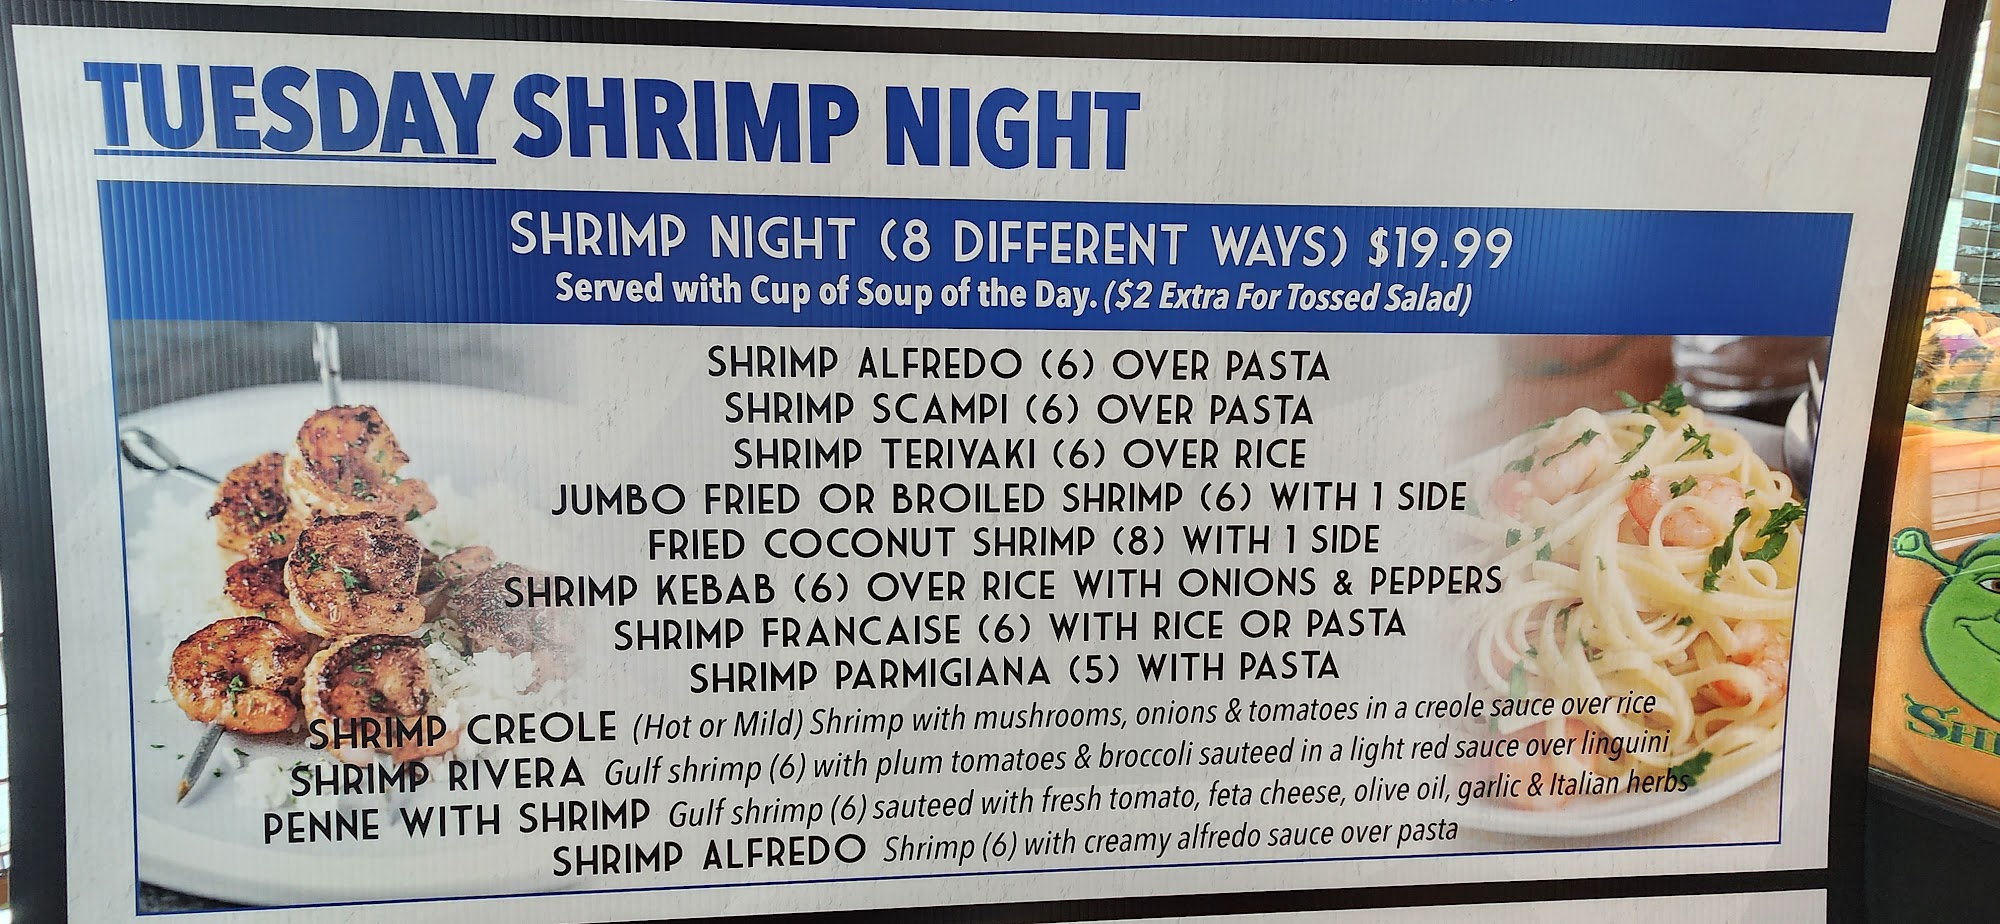 TUESDAY SHRIMP NIGHT
SHRIMP NIGHT (8 DIFFERENT WAYS) $19.99
Served with Cup of Soup of the Day. ($2 Extra For Tossed Salad)
SHRIMP ALFREDO (6) OVER PASTA
SHRIMP SCAMPI (6) OVER PASTA
SHRIMP TERIYAKI (6) OVER RICE
JUMBO FRIED OR BROILED SHRIMP (6) WITH 1 SIDE
FRIED COCONUT SHRIMP (8) WITH 1 SIDE
SHRIMP KEBAB (6) OVER RICE WITH ONIONS & PEPPERS
SHRIMP FRANCAISE (6) WITH RICE OR PASTA
SHRIMP PARMIGIANA (5) WITH PASTA
SHRIMP CREOLE (Hot or Mild) Shrimp with mushrooms, onions & tomatoes in a creole sauce over rice
SHRIMP RIVERA Gulf shrimp (6) with plum tomatoes & broccoli sauteed in a light red sauce over linguini
PENNE WITH SHRIMP Gulf shrimp (6) sauteed with fresh tomato, feta cheese, olive oil, garlic & Italian herbs
SHRIMP ALFREDO Shrimp (6) with creamy alfredo sauce over pasta